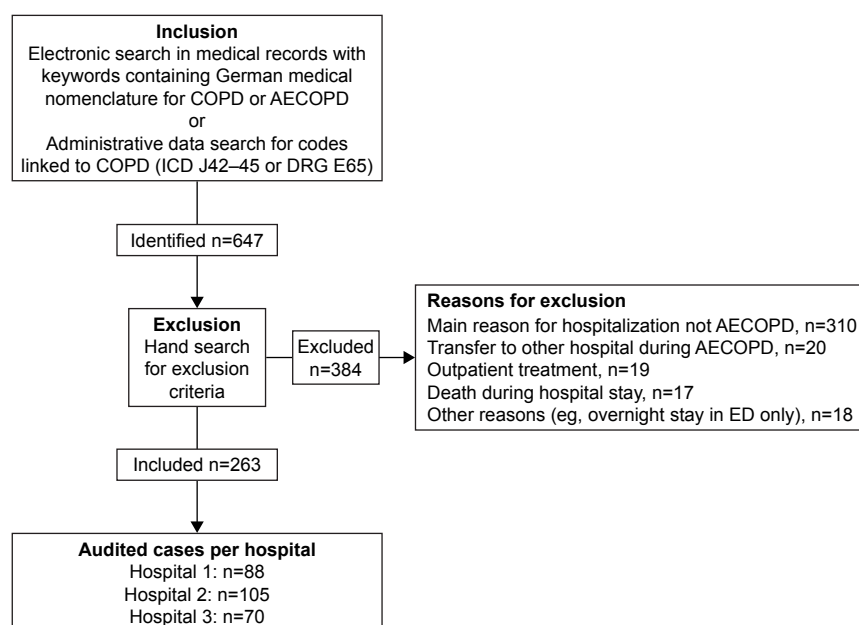 Inclusion
Electronic search in medical records with
keywords containing German medical
nomenclature for COPD or AECOPD
or
Administrative data search for codes
linked to COPD (ICD J42–45 or DRG E65)
Identified n=647
Exclusion
Hand search
for exclusion
criteria
Excluded
n=384
Reasons for exclusion
Main reason for hospitalization not AECOPD, n=310
Transfer to other hospital during AECOPD, n=20
Outpatient treatment, n=19
Death during hospital stay, n=17
Other reasons (eg, overnight stay in ED only), n=18
Included n=263
Audited cases per hospital
Hospital 1: n=88
Hospital 2: n=105
Hospital 3: n=70